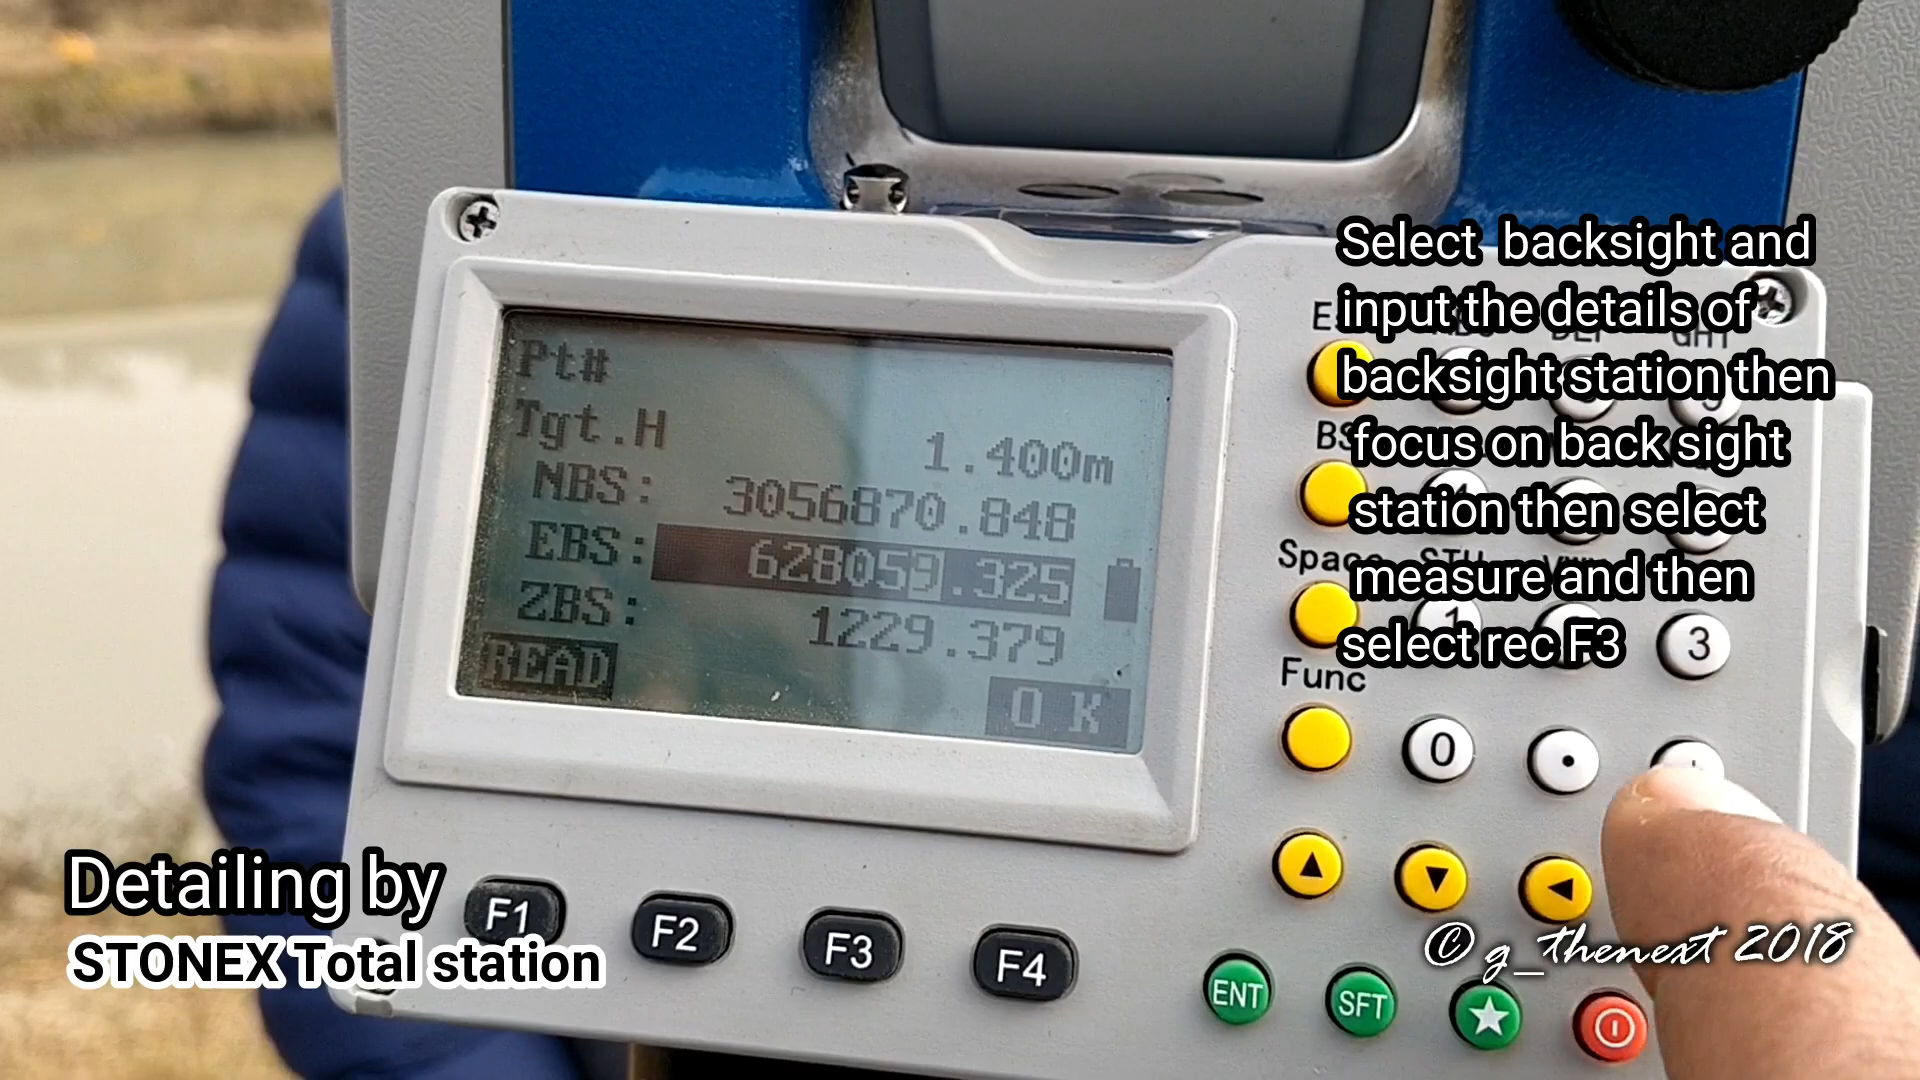 Select backsight and
input the details of
backsight station then
focus on back sight
station then select
measure and then
select rec F3
Pt#
Tgt.H 1.400m
NBS: 3056870.848
EBS: 628059.325
ZBS: 1229.379
READ OK
Space
Func
1
3
0
F1 F2 F3 F4
ENT SFT
Detailing by
STONEX Total station
© g_thenext 2018